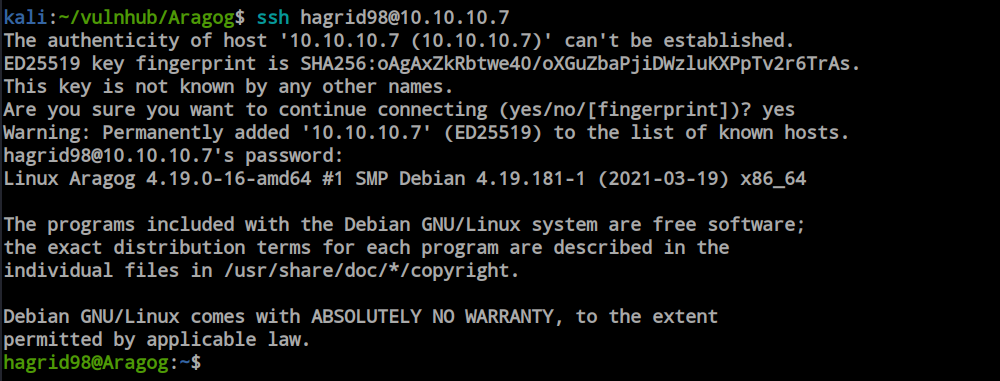 kali:~/vulnhub/Aragog$ ssh hagrid98@10.10.10.7
The authenticity of host '10.10.10.7 (10.10.10.7)' can't be established.
ED25519 key fingerprint is SHA256:oAgAxZkRbtwe40/oXGuZbaPjiDWzluKXPpTv2r6TrAs.
This key is not known by any other names.
Are you sure you want to continue connecting (yes/no/[fingerprint])? yes
Warning: Permanently added '10.10.10.7' (ED25519) to the list of known hosts.
hagrid98@10.10.10.7's password:
Linux Aragog 4.19.0-16-amd64 #1 SMP Debian 4.19.181-1 (2021-03-19) x86_64
The programs included with the Debian GNU/Linux system are free software;
the exact distribution terms for each program are described in the
individual files in /usr/share/doc/*/copyright.
Debian GNU/Linux comes with ABSOLUTELY NO WARRANTY, to the extent
permitted by applicable law.
hagrid98@Aragog:~$